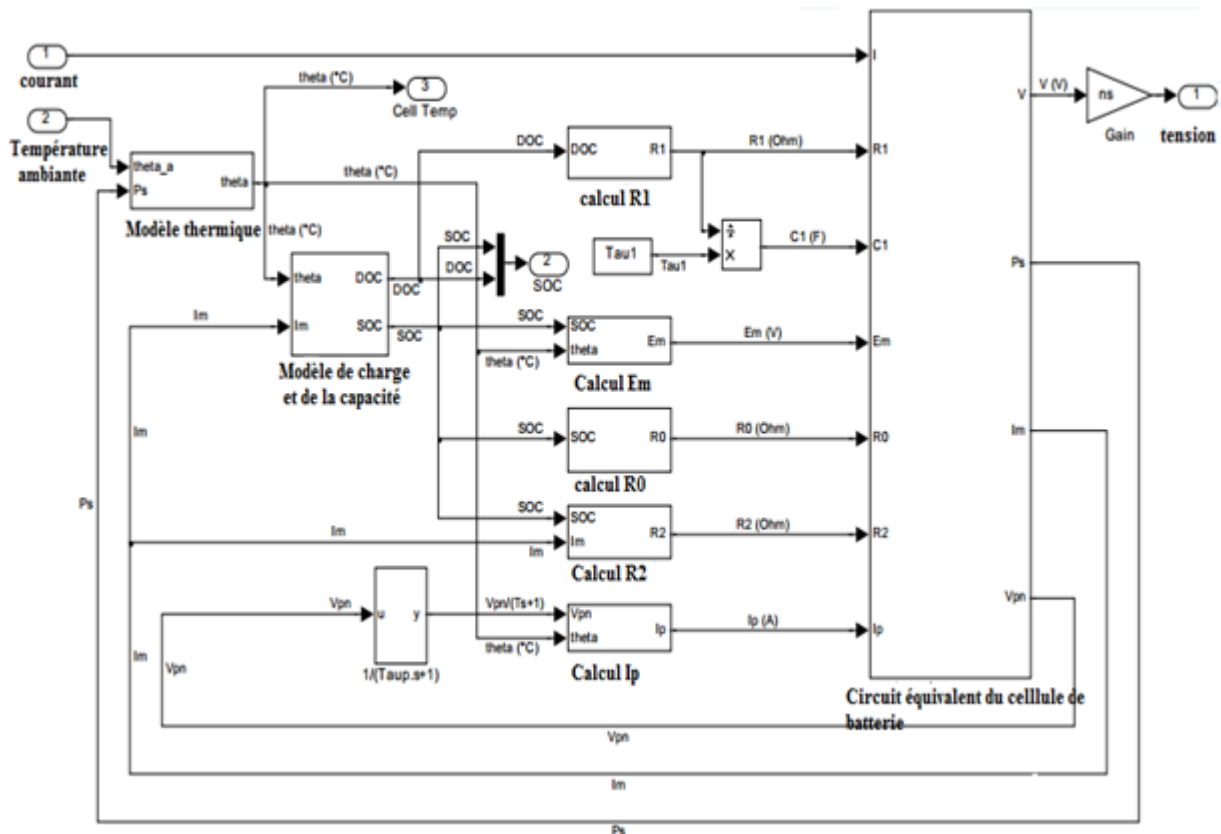 1
courant
2
Température
ambiante
theta_a
Ps
theta
Modèle thermique
theta (°C)
3
Cell Temp
theta (°C)
theta (°C)
theta
Im
DOC
SOC
Modèle de charge
et de la capacité
Im
DOC
SOC
SOC
DOC
2
SOC
DOC
DOC
R1
calcul R1
R1 (Ohm)
Tau1
Tau1
÷
X
C1 (F)
SOC
SOC
theta
Em
theta (°C)
Calcul Em
Em (V)
SOC
SOC
R0
calcul R0
R0 (Ohm)
SOC
SOC
Im
R2
Im
Im
Calcul R2
R2 (Ohm)
Vpn
u
y
1/(Taup.s+1)
Vpn/(Ts+1)
Vpn
theta
Ip
theta (°C)
Calcul Ip
Ip (A)
I
R1
C1
Em
R0
R2
Ip
V
Ps
Im
Vpn
Circuit équivalent du celllule de
batterie
V (V)
ns
Gain
1
tension
Im
Ps
Im
Vpn
Vpn
Im
Ps